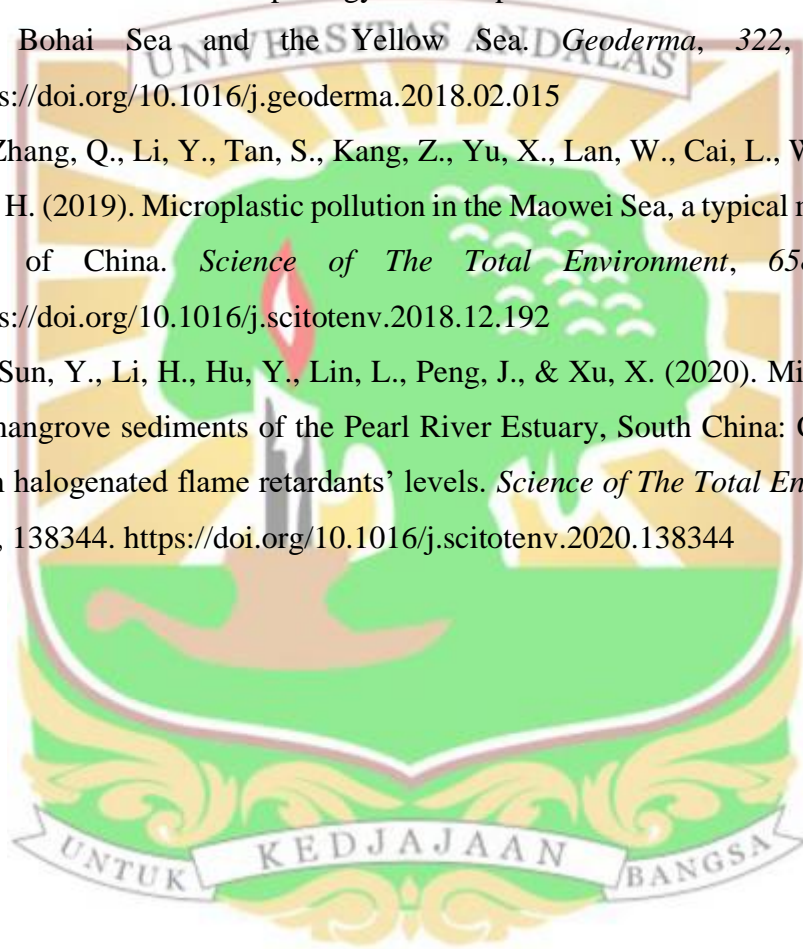 Bohai Sea and the Yellow Sea. Geoderma, 322,
UNIVERSITAS ANDALAS
s://doi.org/10.1016/j.geoderma.2018.02.015
Zhang, Q., Li, Y., Tan, S., Kang, Z., Yu, X., Lan, W., Cai, L., W
H. (2019). Microplastic pollution in the Maowei Sea, a typical
of China. Science of The Total Environment, 65
s://doi.org/10.1016/j.scitotenv.2018.12.192
Sun, Y., Li, H., Hu, Y., Lin, L., Peng, J., & Xu, X. (2020). Mi
mangrove sediments of the Pearl River Estuary, South China:
halogenated flame retardants’ levels. Science of The Total En
, 138344. https://doi.org/10.1016/j.scitotenv.2020.138344
UNTUK KEDJAJAAN BANGSA